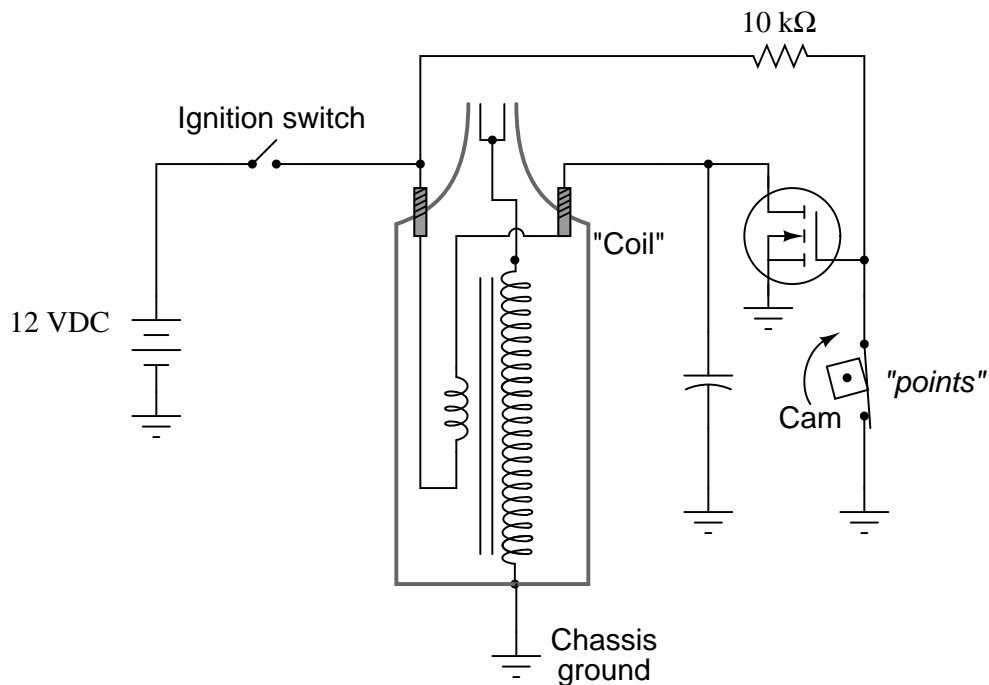 10 kΩ
Ignition switch
"Coil"
12 VDC
"points"
Cam
Chassis
ground